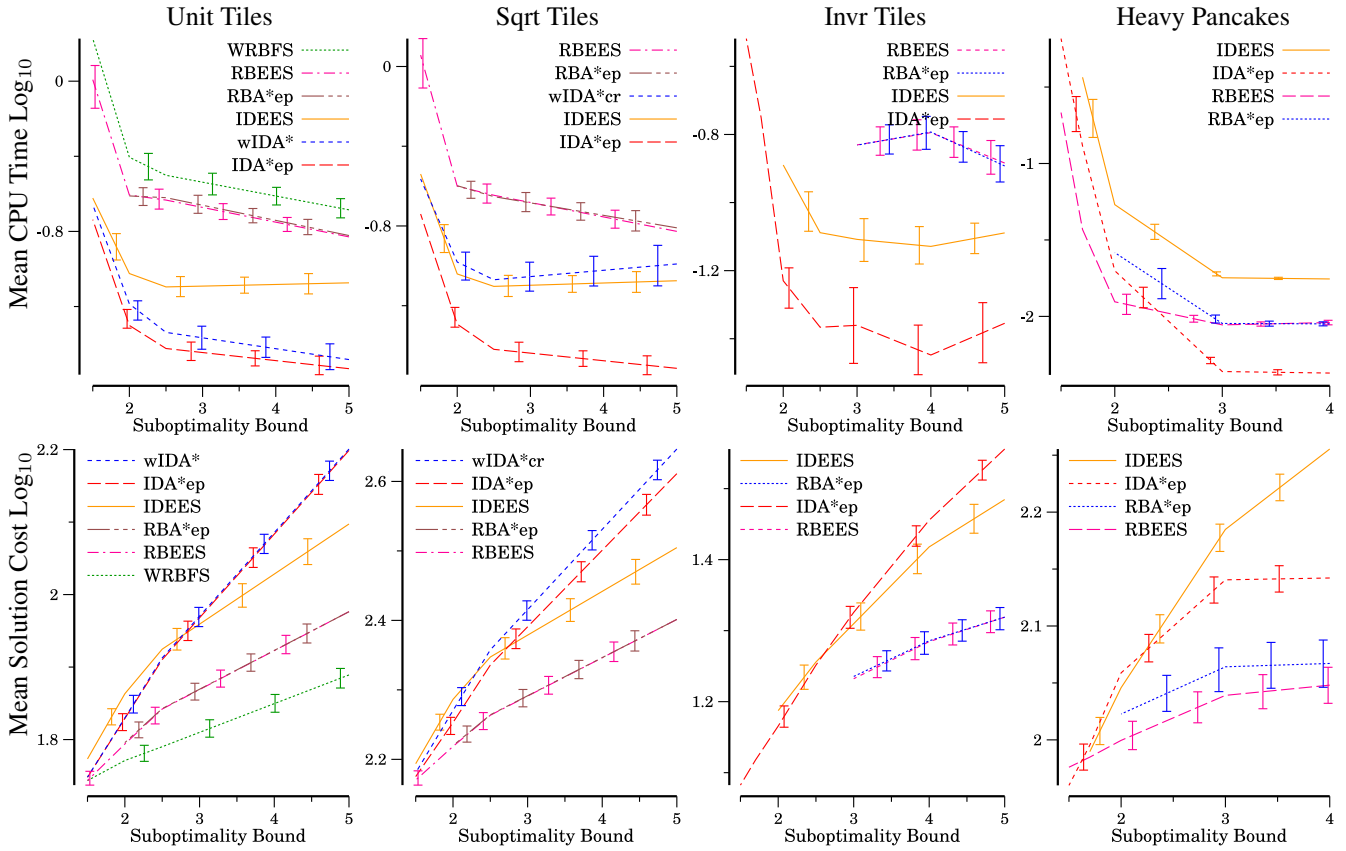 Unit Tiles
Sqrt Tiles
Invr Tiles
Heavy Pancakes
Mean CPU Time Log10
0
-0.8
WRBFS
RBEES
RBA*ep
IDEES
wIDA*
IDA*ep
2 3 4 5
Suboptimality Bound
0
-0.8
RBEES
RBA*ep
wIDA*cr
IDEES
IDA*ep
2 3 4 5
Suboptimality Bound
-0.8
-1.2
RBEES
RBA*ep
IDEES
IDA*ep
2 3 4 5
Suboptimality Bound
-1
-2
IDEES
IDA*ep
RBEES
RBA*ep
2 3 4
Suboptimality Bound
Mean Solution Cost Log10
2.2
2
1.8
wIDA*
IDA*ep
IDEES
RBA*ep
RBEES
WRBFS
2 3 4 5
Suboptimality Bound
2.6
2.4
2.2
wIDA*cr
IDA*ep
IDEES
RBA*ep
RBEES
2 3 4 5
Suboptimality Bound
1.4
1.2
IDEES
RBA*ep
IDA*ep
RBEES
2 3 4 5
Suboptimality Bound
2.2
2.1
2
IDEES
IDA*ep
RBA*ep
RBEES
2 3 4
Suboptimality Bound